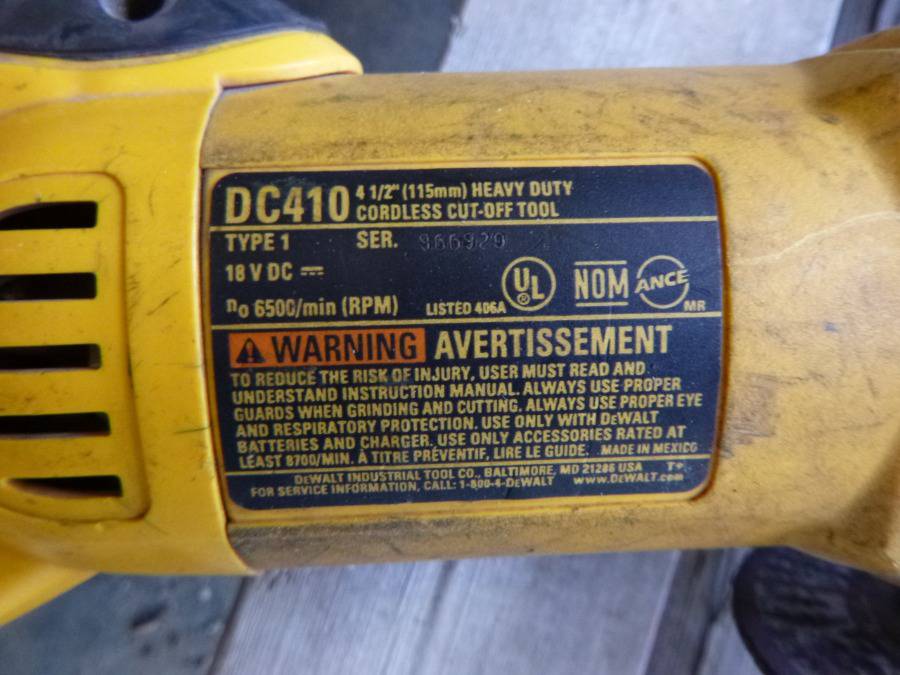 DC410 4 1/2" (115mm) HEAVY DUTY
CORDLESS CUT-OFF TOOL
TYPE 1 SER. 966929
18 V DC ⎓
UL ® NOM ANCE
no 6500/min (RPM) LISTED 406A MR
WARNING AVERTISSEMENT
TO REDUCE THE RISK OF INJURY, USER MUST READ AND
UNDERSTAND INSTRUCTION MANUAL. ALWAYS USE PROPER
GUARDS WHEN GRINDING AND CUTTING. ALWAYS USE PROPER EYE
AND RESPIRATORY PROTECTION. USE ONLY WITH DEWALT
BATTERIES AND CHARGER. USE ONLY ACCESSORIES RATED AT
LEAST 8700/MIN. À TITRE PRÉVENTIF, LIRE LE GUIDE. MADE IN MEXICO
DEWALT INDUSTRIAL TOOL CO., BALTIMORE, MD 21286 USA T+
FOR SERVICE INFORMATION, CALL: 1-800-4-DEWALT www.DEWALT.com